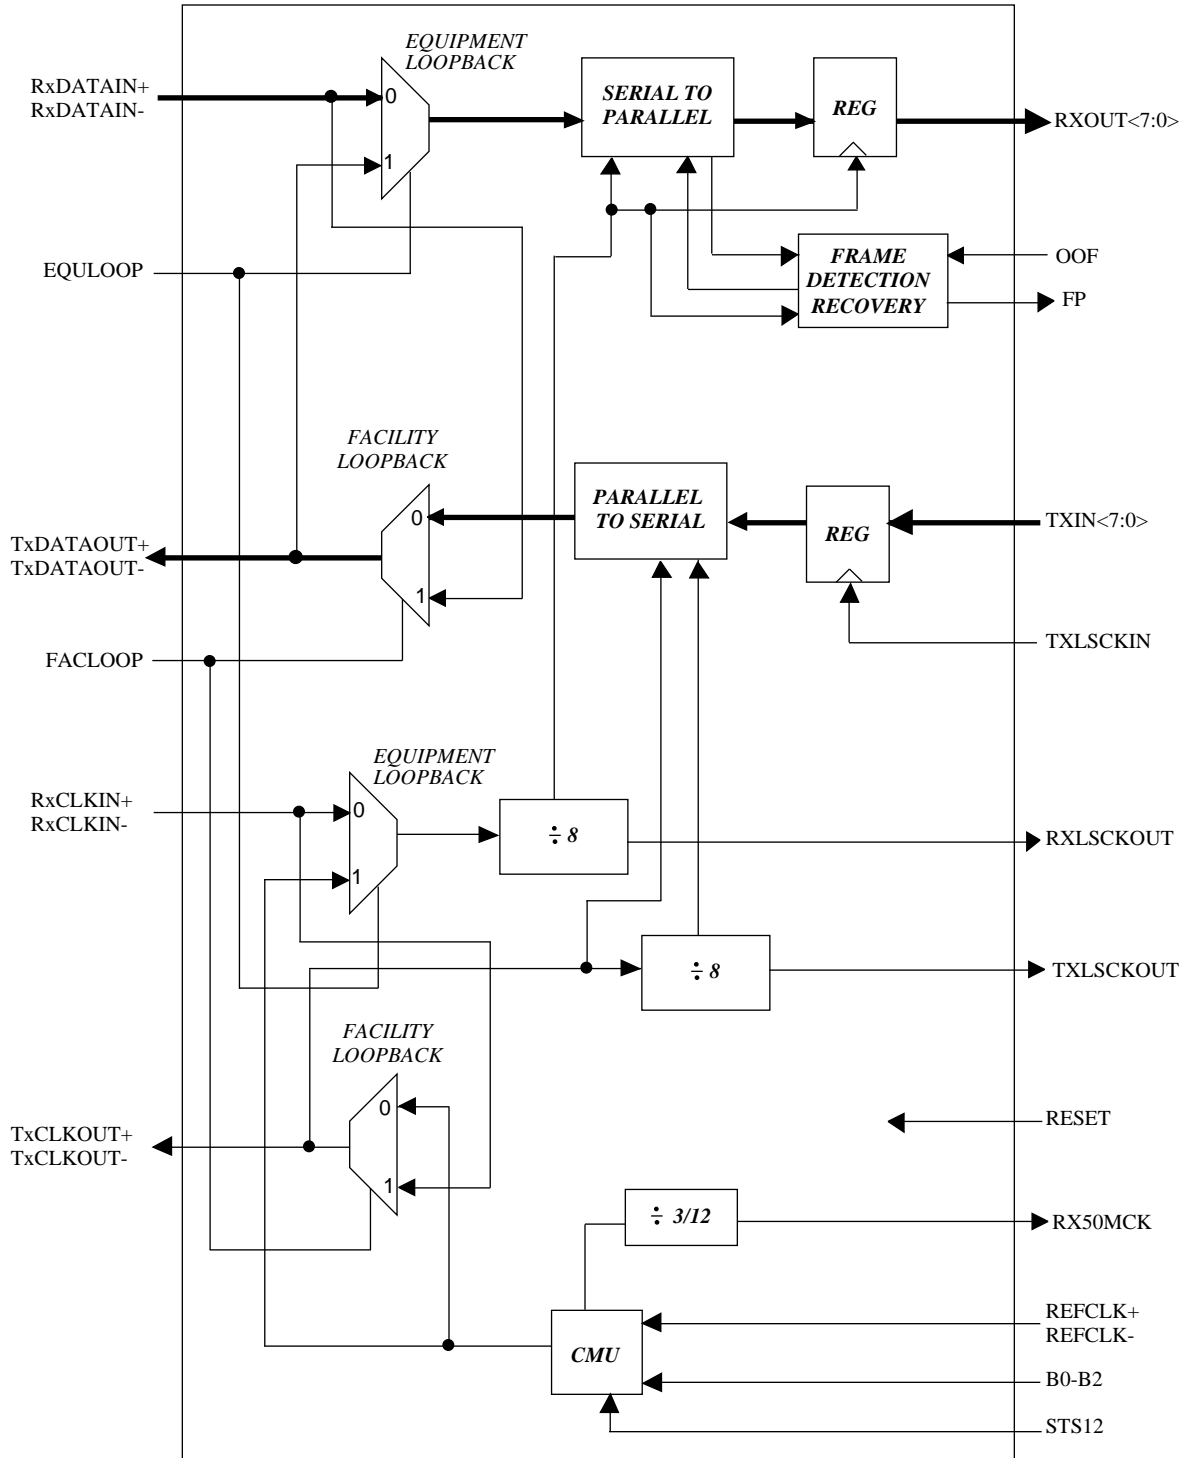 EQUIPMENT
LOOPBACK
RxDATAIN+
RxDATAIN-
0
1
SERIAL TO
PARALLEL
REG
RXOUT<7:0>
EQULOOP
FRAME
DETECTION
RECOVERY
OOF
FP
FACILITY
LOOPBACK
0
1
PARALLEL
TO SERIAL
REG
TXIN<7:0>
TxDATAOUT+
TxDATAOUT-
FACLOOP
TXLSCKIN
EQUIPMENT
LOOPBACK
RxCLKIN+
RxCLKIN-
0
1
÷ 8
RXLSCKOUT
÷ 8
TXLSCKOUT
FACILITY
LOOPBACK
0
1
TxCLKOUT+
TxCLKOUT-
RESET
÷ 3/12
RX50MCK
CMU
REFCLK+
REFCLK-
B0-B2
STS12